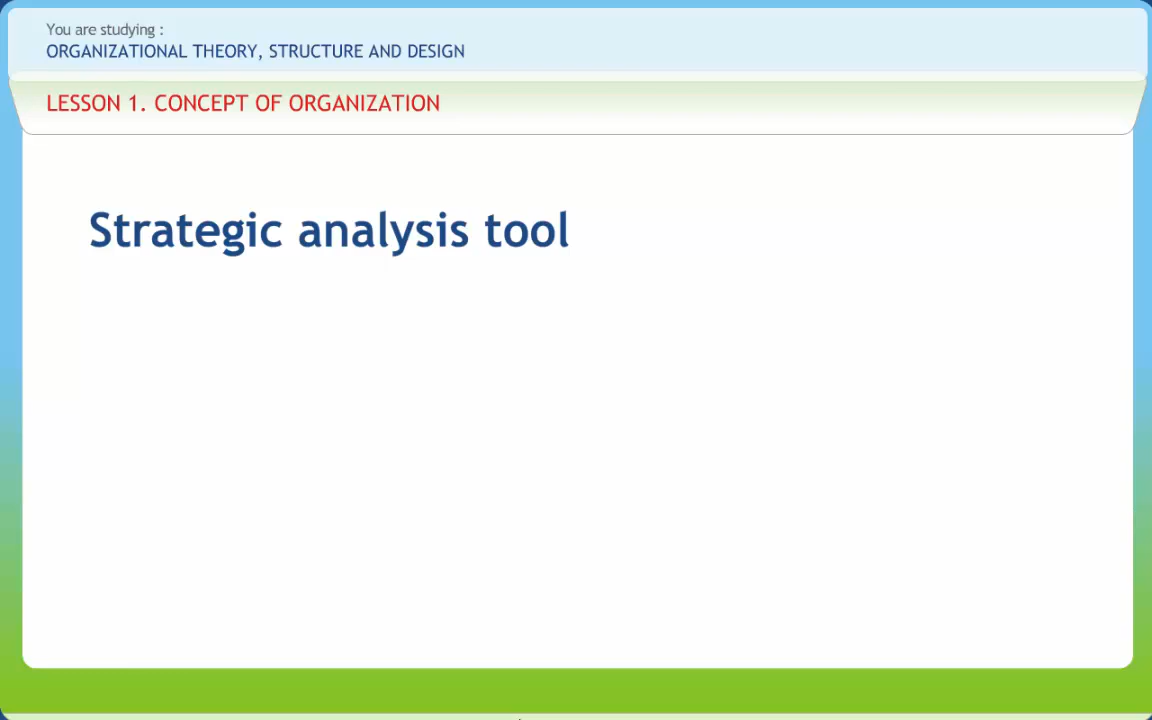 You are studying :
ORGANIZATIONAL THEORY, STRUCTURE AND DESIGN
LESSON 1. CONCEPT OF ORGANIZATION
Strategic analysis tool